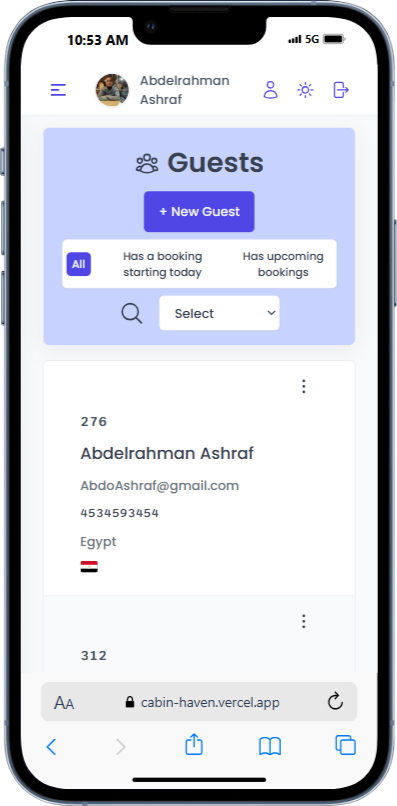 10:53 AM
5G
Abdelrahman
Ashraf
Guests
+ New Guest
All
Has a booking
starting today
Has upcoming
bookings
Select
276
Abdelrahman Ashraf
AbdoAshraf@gmail.com
4534593454
Egypt
312
AA
cabin-haven.vercel.app